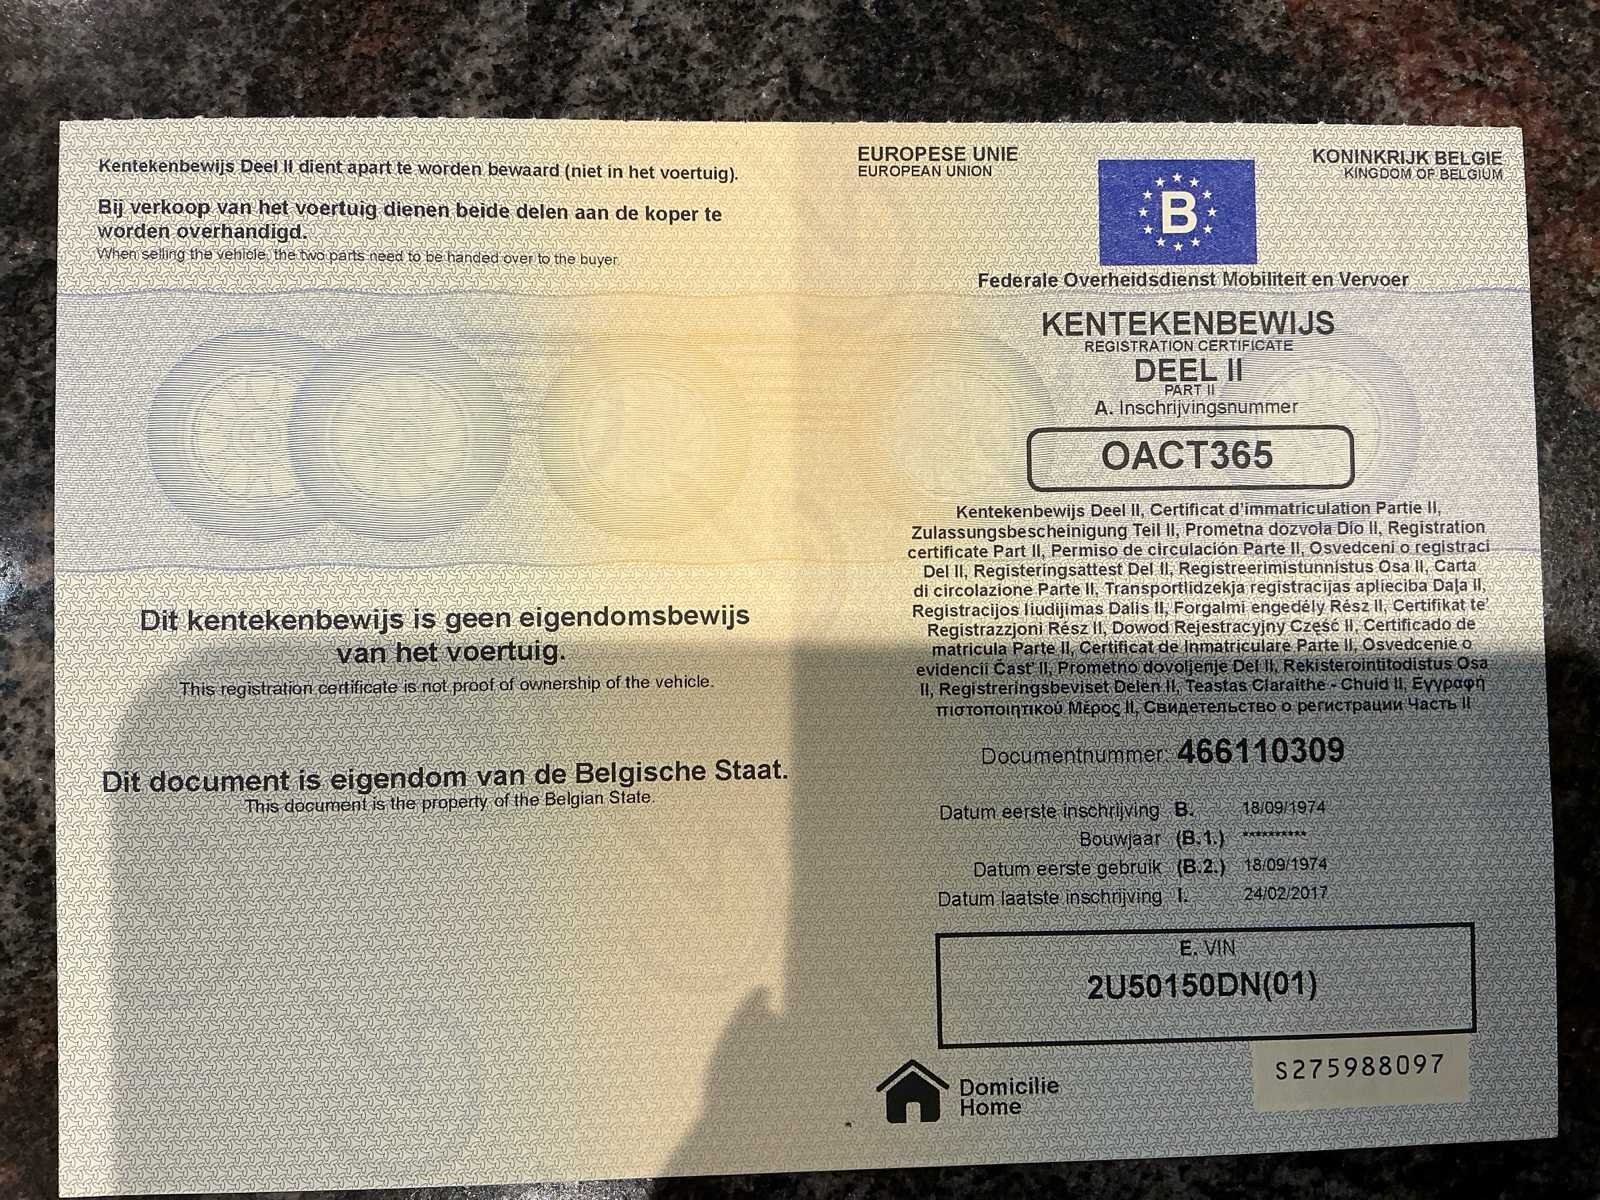 Kentekenbewijs Deel II dient apart te worden bewaard (niet in het voertuig).
Bij verkoop van het voertuig dienen beide delen aan de koper te
worden overhandigd.
When selling the vehicle, the two parts need to be handed over to the buyer
Dit kentekenbewijs is geen eigendomsbewijs
van het voertuig.
This registration certificate is not proof of ownership of the vehicle.
Dit document is eigendom van de Belgische Staat.
This document is the property of the Belgian State.
EUROPESE UNIE
EUROPEAN UNION
B
KONINKRIJK BELGIE
KINGDOM OF BELGIUM
Federale Overheidsdienst Mobiliteit en Vervoer
KENTEKENBEWIJS
REGISTRATION CERTIFICATE
DEEL II
PART II
A. Inschrijvingsnummer
OACT365
Kentekenbewijs Deel II, Certificat d'immatriculation Partie II,
Zulassungsbescheinigung Teil II, Prometna dozvola Dio II, Registration
certificate Part II, Permiso de circulación Parte II, Osvedceni o registraci
Del II, Registeringsattest Del II, Registreerimistunnistus Osa II, Carta
di circolazione Parte II, Transportlidzekja registracijas aplieciba Daļa II,
Registracijos liudijimas Dalis II, Forgalmi engedély Rész II, Certifikat te'
Registrazzjoni Rész II, Dowod Rejestracyjny Część II, Certificado de
matricula Parte II, Certificat de Inmatriculare Parte II, Osvedcenie o
evidencii Časť II, Prometno dovoljenje Del II, Rekisterointitodistus Osa
II, Registreringsbeviset Delen II, Teastas Claraithe - Chuid II, Εγγραφή
πιστοποιητικού Μέρος II, Свидетельство о регистрации Часть II
Documentnummer: 466110309
Datum eerste inschrijving B. 18/09/1974
Bouwjaar (B.1.) **********
Datum eerste gebruik (B.2.) 18/09/1974
Datum laatste inschrijving I. 24/02/2017
E. VIN
2U50150DN(01)
Domicilie
Home
S275988097